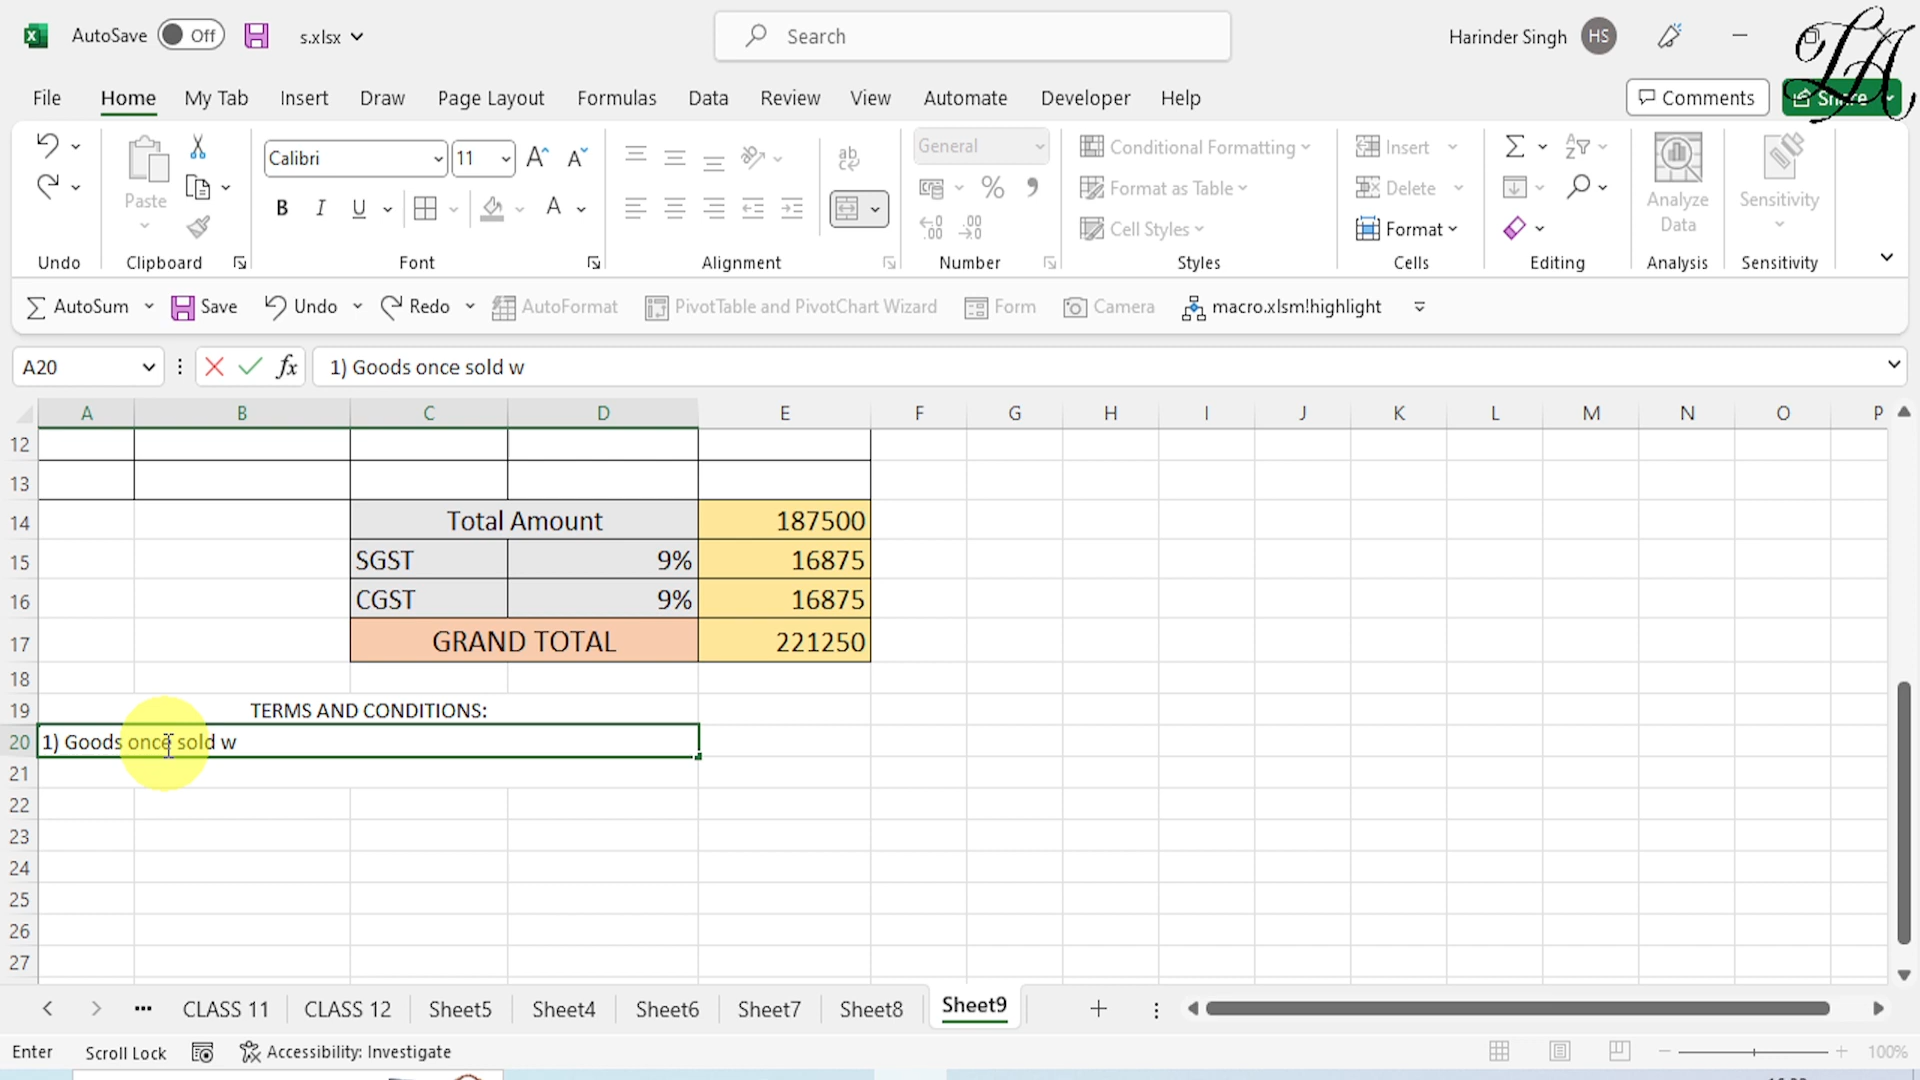 AutoSave Off s.xlsx Search Harinder Singh HS
File Home My Tab Insert Draw Page Layout Formulas Data Review View Automate Developer Help Comments Share
Paste Calibri 11 ab General Conditional Formatting Insert
% Format as Table Delete Analyze Data Sensitivity
B I U A Cell Styles Format
Undo Clipboard Font Alignment Number Styles Cells Editing Analysis Sensitivity
AutoSum Save Undo Redo AutoFormat PivotTable and PivotChart Wizard Form Camera macro.xlsm!highlight
A20 fx 1) Goods once sold w
A B C D E F G H I J K L M N O P
12
13
14 Total Amount 187500
15 SGST 9% 16875
16 CGST 9% 16875
17 GRAND TOTAL 221250
18
19 TERMS AND CONDITIONS:
20 1) Goods once sold w
21
22
23
24
25
26
27
CLASS 11 CLASS 12 Sheet5 Sheet4 Sheet6 Sheet7 Sheet8 Sheet9
Enter Scroll Lock Accessibility: Investigate 100%